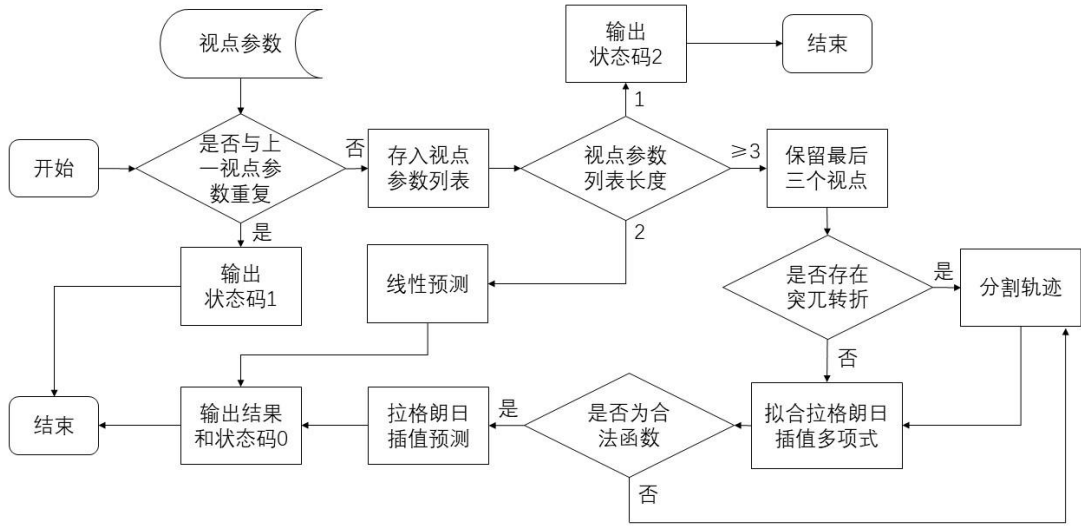 视点参数
输出
状态码2
结束
1
开始
是否与上
一视点参
数重复
否
存入视点
参数列表
视点参数
列表长度
≥3
保留最后
三个视点
是
2
输出
状态码1
线性预测
是否存在
突兀转折
是
分割轨迹
否
结束
输出结果
和状态码0
拉格朗日
插值预测
是
是否为合
法函数
拟合拉格朗日
插值多项式
否